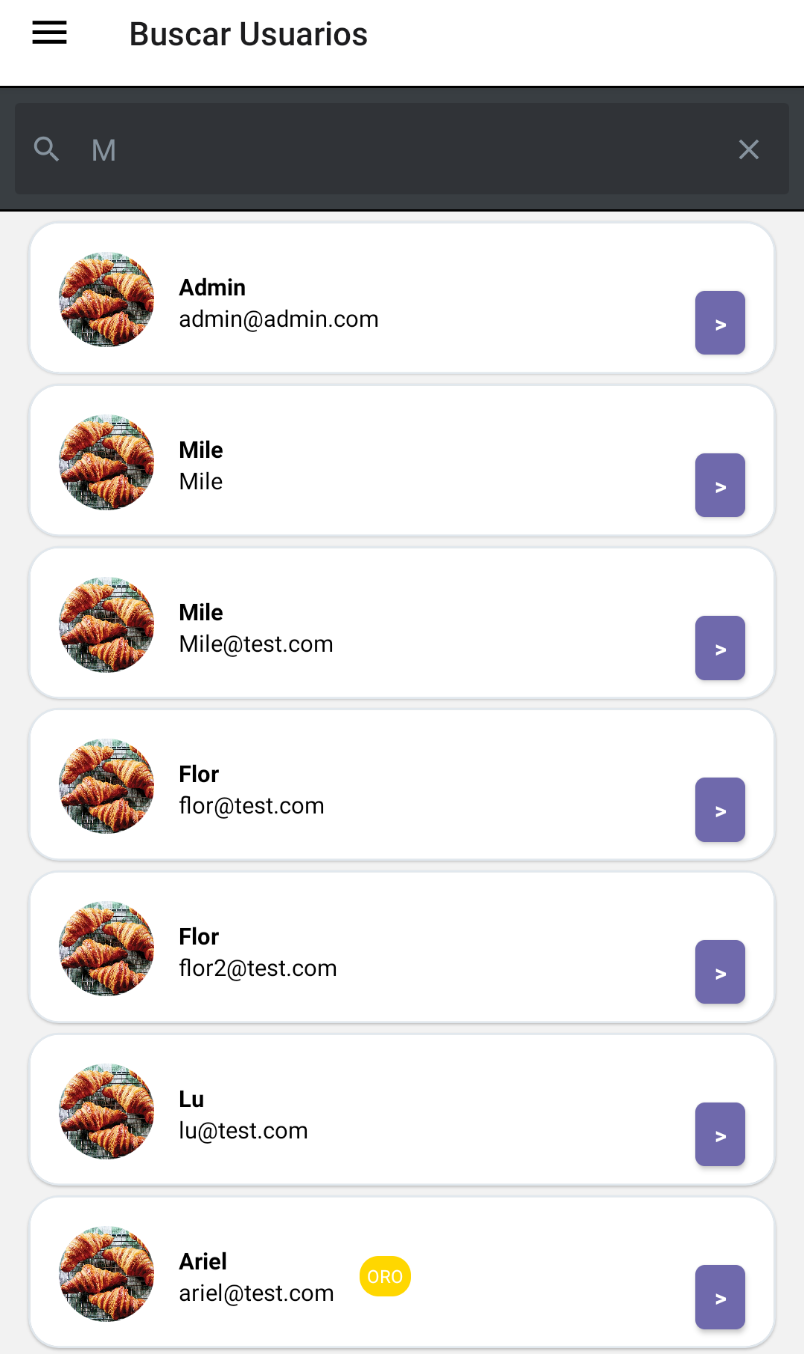 Buscar Usuarios
M
Admin
admin@admin.com
>
Mile
Mile
>
Mile
Mile@test.com
>
Flor
flor@test.com
>
Flor
flor2@test.com
>
Lu
lu@test.com
>
Ariel
ariel@test.com
ORO
>